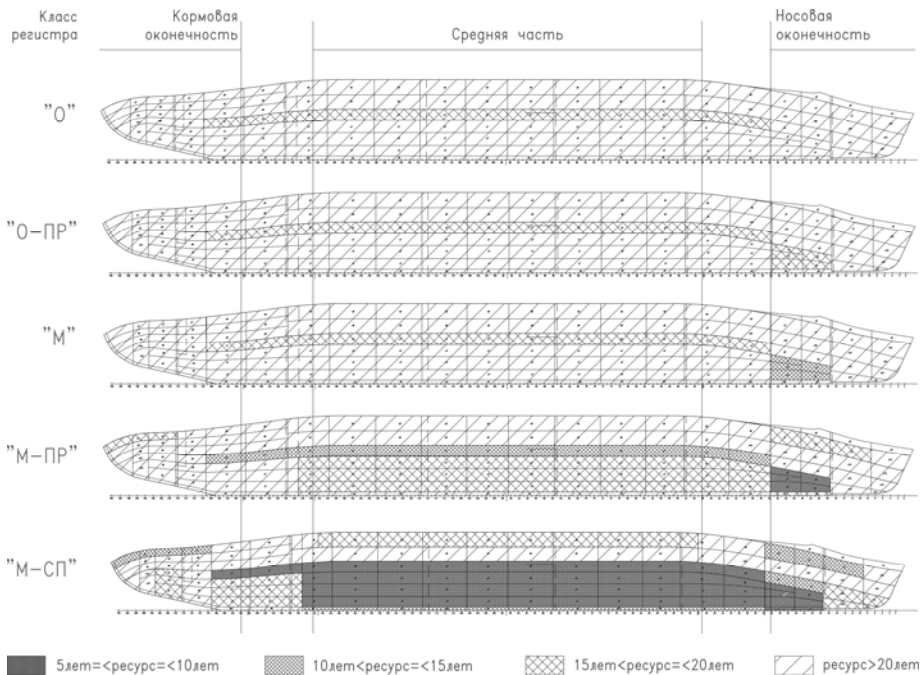 Класс
регистра
Кормовая
оконечность
Средняя часть
Носовая
оконечность
"О"
"О-ПР"
"М"
"М-ПР"
"М-СП"
5лет=<ресурс=<10лет
10лет<ресурс=<15лет
15лет<ресурс=<20лет
ресурс>20лет